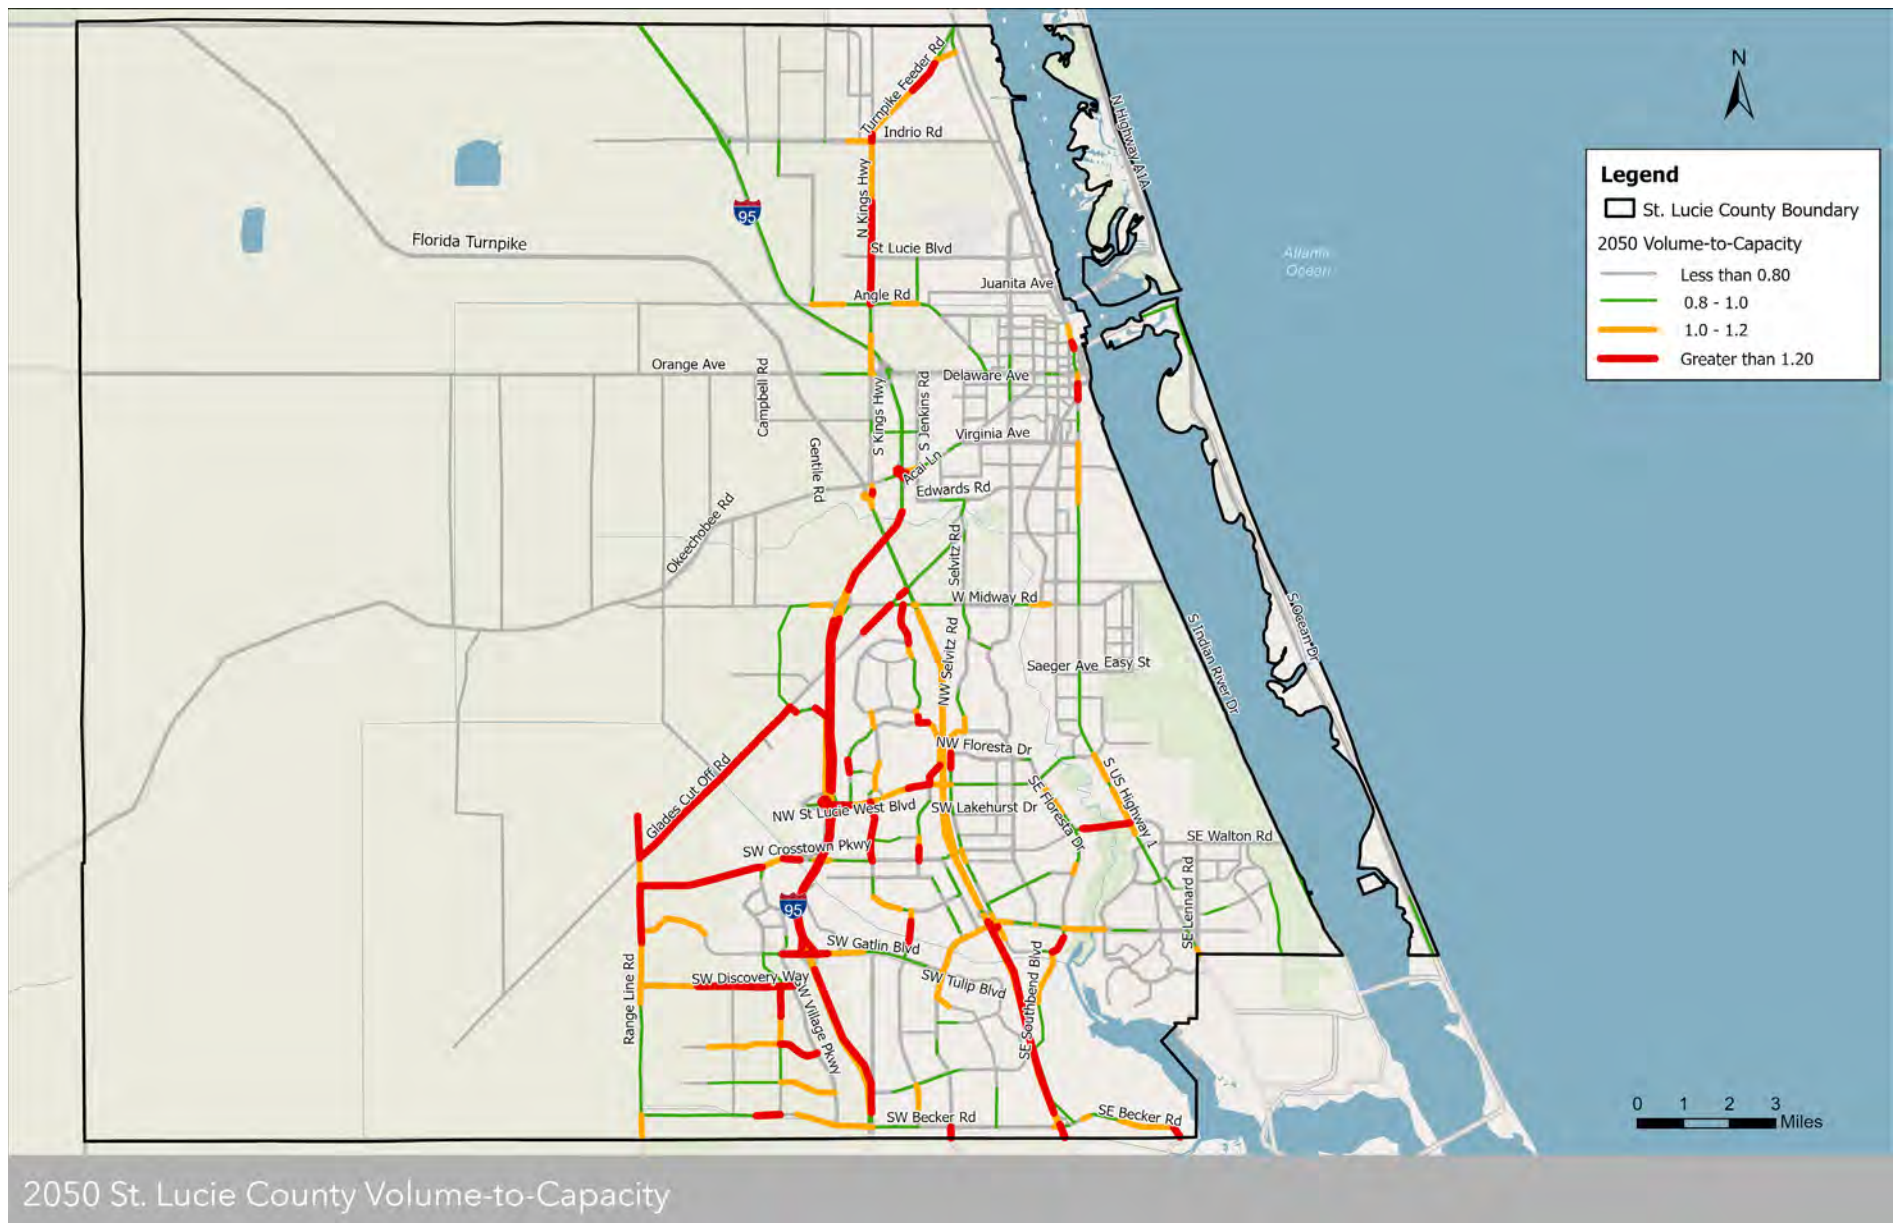 N
Turnpike Feeder Rd
Indrio Rd
N Highway A1A
N Kings Hwy
95
Florida Turnpike
St Lucie Blvd
Atlantic
Ocean
Juanita Ave
Angle Rd
Legend
St. Lucie County Boundary
2050 Volume-to-Capacity
Less than 0.80
0.8 - 1.0
1.0 - 1.2
Greater than 1.20
Orange Ave
Campbell Rd
Delaware Ave
S Kings Hwy
S Jenkins Rd
Virginia Ave
Gentile Rd
Acai Ln
Edwards Rd
Okeechobee Rd
Selvitz Rd
W Midway Rd
S Ocean Dr
S Indian River Dr
NW Selvitz Rd
Saeger Ave
Easy St
NW Floresta Dr
S US Highway 1
Glades Cut Off Rd
SE Floresta Dr
NW St Lucie West Blvd
SW Lakehurst Dr
SE Walton Rd
SW Crosstown Pkwy
95
SE Lennard Rd
SW Gatlin Blvd
Range Line Rd
SW Discovery Way
SW Tulip Blvd
SE Southbend Blvd
SW Village Pkwy
SW Becker Rd
SE Becker Rd
0 1 2 3
Miles
2050 St. Lucie County Volume-to-Capacity